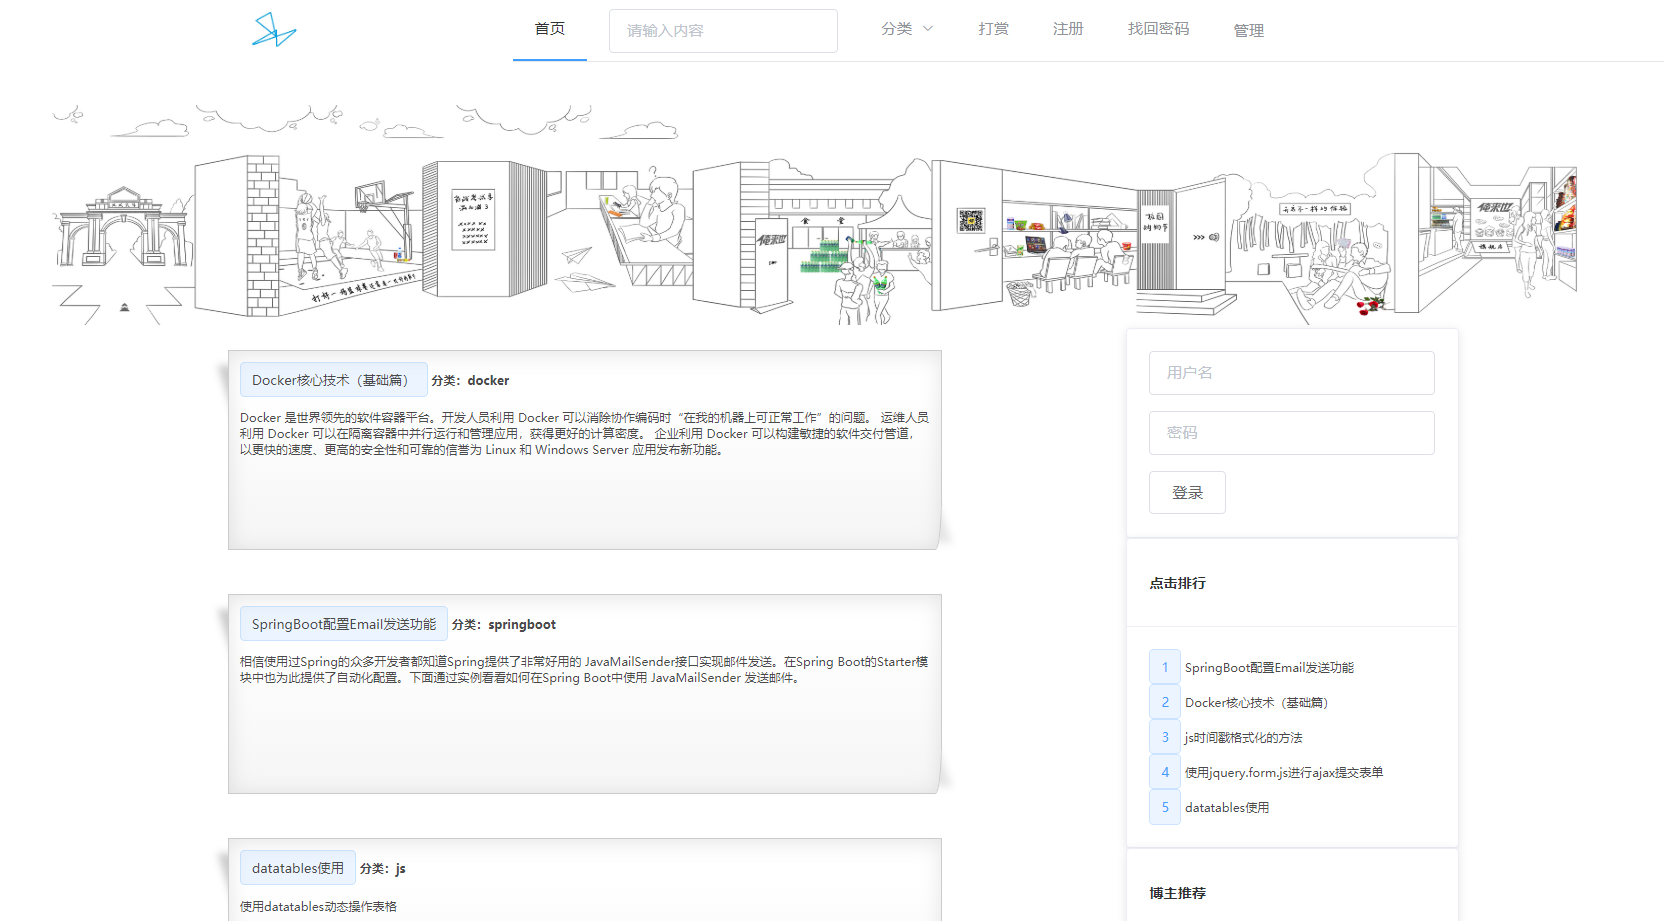 首页
请输入内容
分类
打赏
注册
找回密码
管理
食 堂
Docker核心技术（基础篇） 分类：docker
Docker 是世界领先的软件容器平台。开发人员利用 Docker 可以消除协作编码时“在我的机器上可正常工作”的问题。 运维人员
利用 Docker 可以在隔离容器中并行运行和管理应用，获得更好的计算密度。 企业利用 Docker 可以构建敏捷的软件交付管道，
以更快的速度、更高的安全性和可靠的信誉为 Linux 和 Windows Server 应用发布新功能。
SpringBoot配置Email发送功能 分类：springboot
相信使用过Spring的众多开发者都知道Spring提供了非常好用的 JavaMailSender接口实现邮件发送。在Spring Boot的Starter模
块中也为此提供了自动化配置。下面通过实例看看如何在Spring Boot中使用 JavaMailSender 发送邮件。
datatables使用 分类：js
使用datatables动态操作表格
用户名
密码
登录
点击排行
1 SpringBoot配置Email发送功能
2 Docker核心技术（基础篇）
3 js时间戳格式化的方法
4 使用jquery.form.js进行ajax提交表单
5 datatables使用
博主推荐